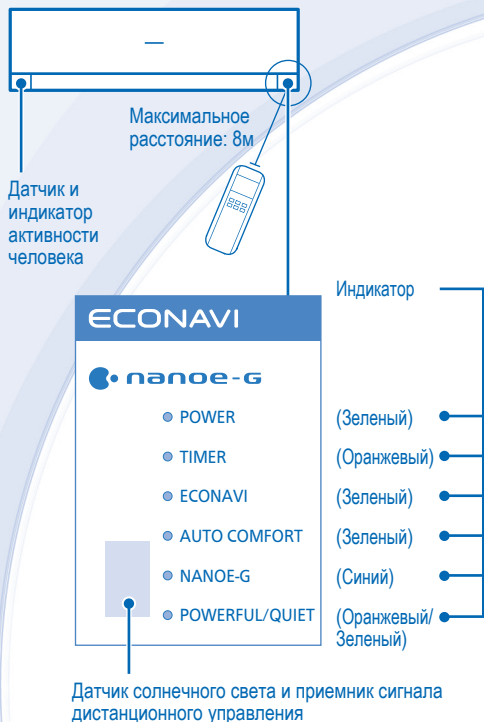 Максимальное
расстояние: 8м
Датчик и
индикатор
активности
человека
Индикатор
ECONAVI
nanoe-G
POWER (Зеленый)
TIMER (Оранжевый)
ECONAVI (Зеленый)
AUTO COMFORT (Зеленый)
NANOE-G (Синий)
POWERFUL/QUIET (Оранжевый/
Зеленый)
Датчик солнечного света и приемник сигнала
дистанционного управления